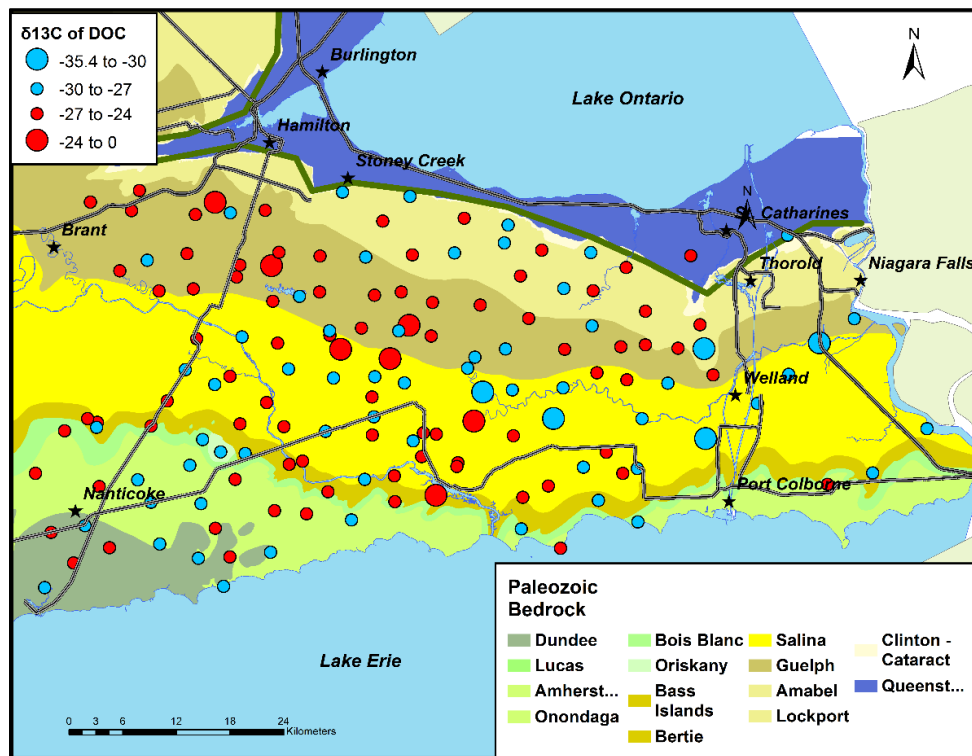 δ13C of DOC
-35.4 to -30
-30 to -27
-27 to -24
-24 to 0
Burlington
N
Lake Ontario
Hamilton
Stoney Creek
N
St. Catharines
Brant
Thorold
Niagara Falls
Welland
Nanticoke
Port Colborne
Lake Erie
0 3 6 12 18 24
Kilometers
Paleozoic
Bedrock
Dundee
Lucas
Amherst...
Onondaga
Bois Blanc
Oriskany
Bass
Islands
Bertie
Salina
Guelph
Amabel
Lockport
Clinton -
Cataract
Queenst...